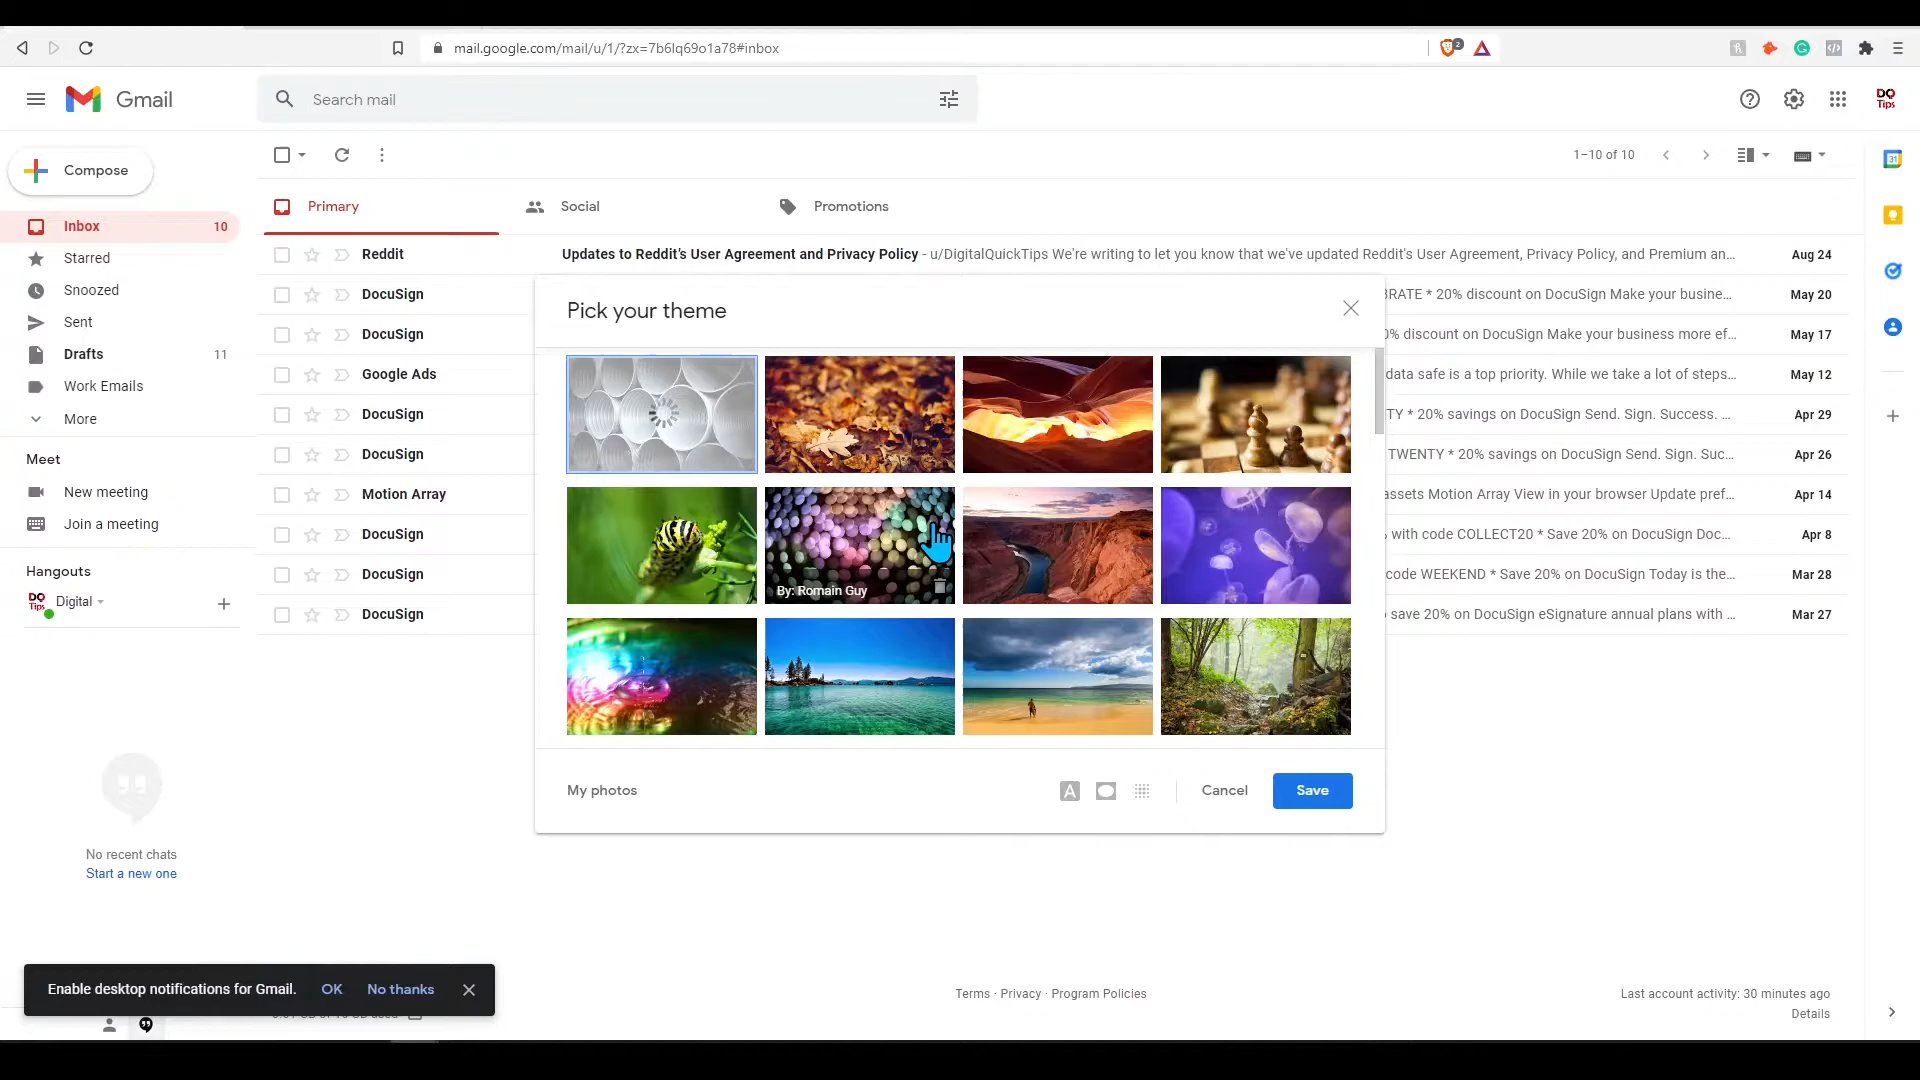 mail.google.com/mail/u/1/?zx=7b6lq69o1a78#inbox
2
Gmail
Search mail
DQ Tips
Compose
1–10 of 10
31
Primary
Social
Promotions
Inbox 10
Starred
Snoozed
Sent
Drafts 11
Work Emails
More
Meet
New meeting
Join a meeting
Hangouts
DQ Tips Digital
No recent chats
Start a new one
Reddit Updates to Reddit's User Agreement and Privacy Policy - u/DigitalQuickTips We're writing to let you know that we've updated Reddit's User Agreement, Privacy Policy, and Premium an... Aug 24
DocuSign BRATE * 20% discount on DocuSign Make your busine... May 20
DocuSign % discount on DocuSign Make your business more ef... May 17
Google Ads data safe is a top priority. While we take a lot of steps... May 12
DocuSign TY * 20% savings on DocuSign Send. Sign. Success. ... Apr 29
DocuSign TWENTY * 20% savings on DocuSign Send. Sign. Suc... Apr 26
Motion Array assets Motion Array View in your browser Update pref... Apr 14
DocuSign with code COLLECT20 * Save 20% on DocuSign Doc... Apr 8
DocuSign code WEEKEND * Save 20% on DocuSign Today is the... Mar 28
DocuSign save 20% on DocuSign eSignature annual plans with ... Mar 27
Pick your theme
By: Romain Guy
My photos
A
Cancel
Save
Enable desktop notifications for Gmail. OK No thanks
Terms · Privacy · Program Policies
Last account activity: 30 minutes ago
Details